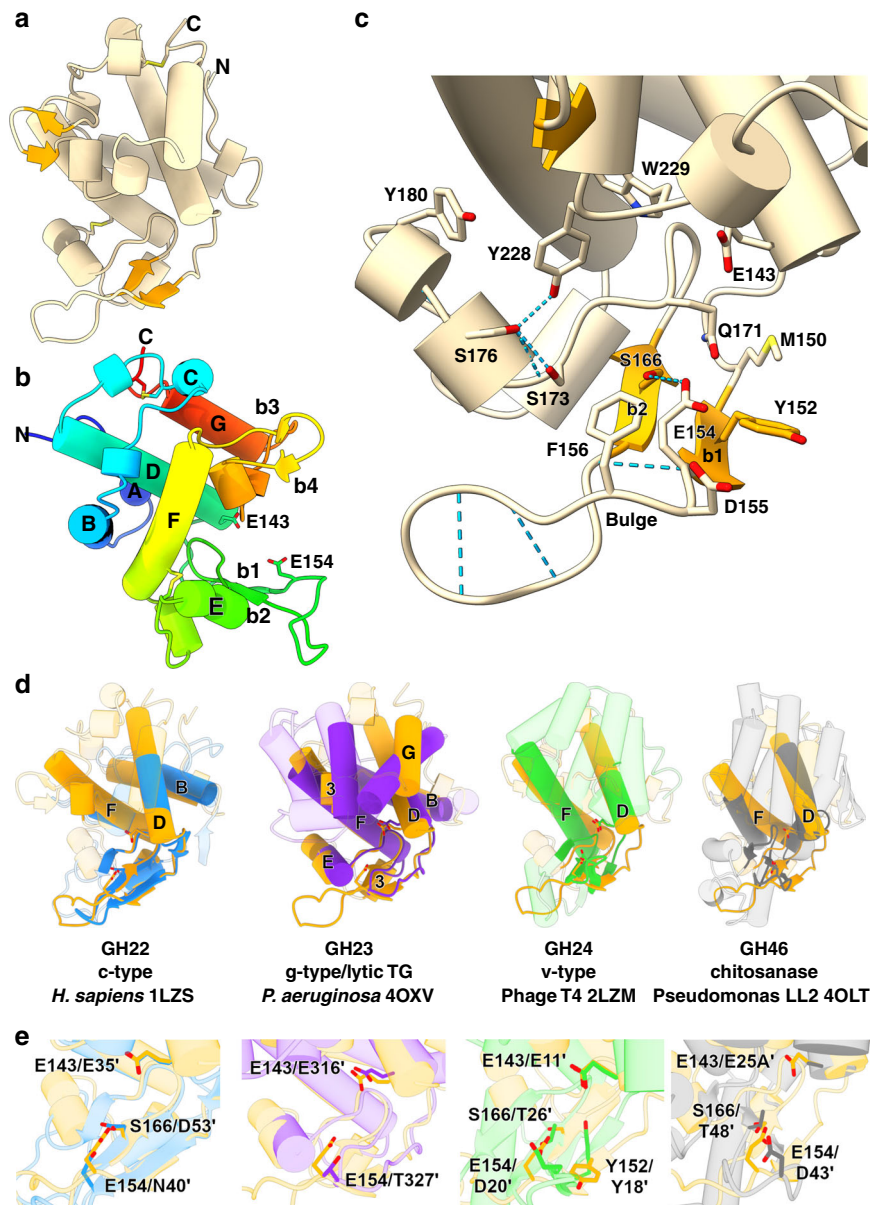 a
C
N
b
C
C
N
G
b3
D
b4
A
B
F
E143
E154
b1
E
b2
c
W229
Y180
Y228
E143
Q171
M150
S176
S166
S173
b2
Y152
F156
E154
b1
D155
Bulge
d
B
F
D
G
3
B
F
D
E
3
F
D
F
D
GH22
c-type
H. sapiens 1LZS
GH23
g-type/lytic TG
P. aeruginosa 4OXV
GH24
v-type
Phage T4 2LZM
GH46
chitosanase
Pseudomonas LL2 4OLT
e
E143/E35'
S166/D53'
E154/N40'
E143/E316'
E154/T327'
E143/E11'
S166/T26'
E154/
D20'
Y152/
Y18'
E143/E25A'
S166/
T48'
E154/
D43'